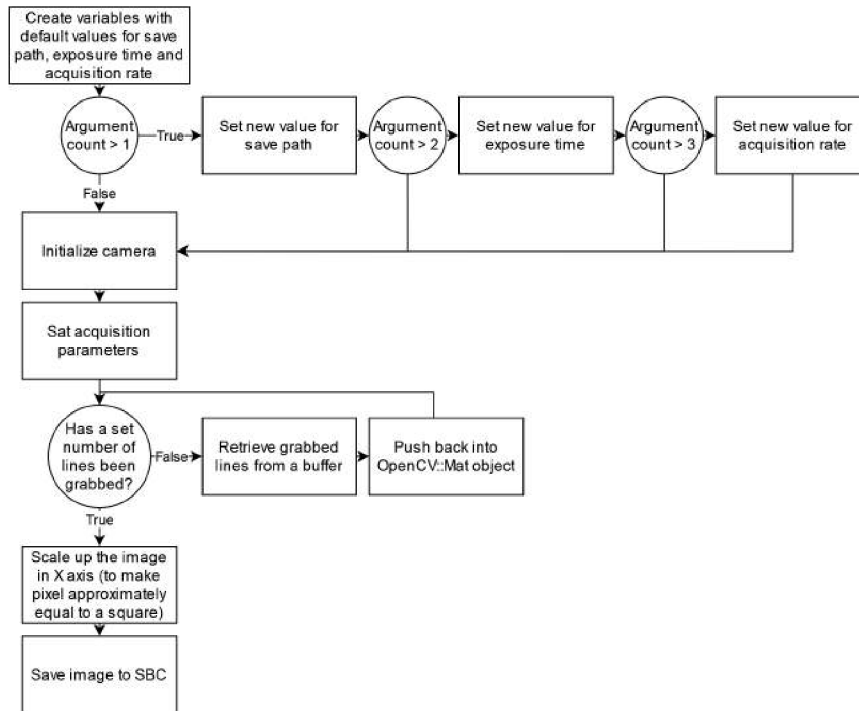 Create variables with
default values for save
path, exposure time and
acquisition rate
Argument
count > 1
True
Set new value for
save path
Argument
count > 2
Set new value for
exposure time
Argument
count > 3
Set new value for
acquisition rate
False
Initialize camera
Sat acquisition
parameters
Has a set
number of
lines been
grabbed?
False
Retrieve grabbed
lines from a buffer
Push back into
OpenCV::Mat object
True
Scale up the image
in X axis (to make
pixel approximately
equal to a square)
Save image to SBC